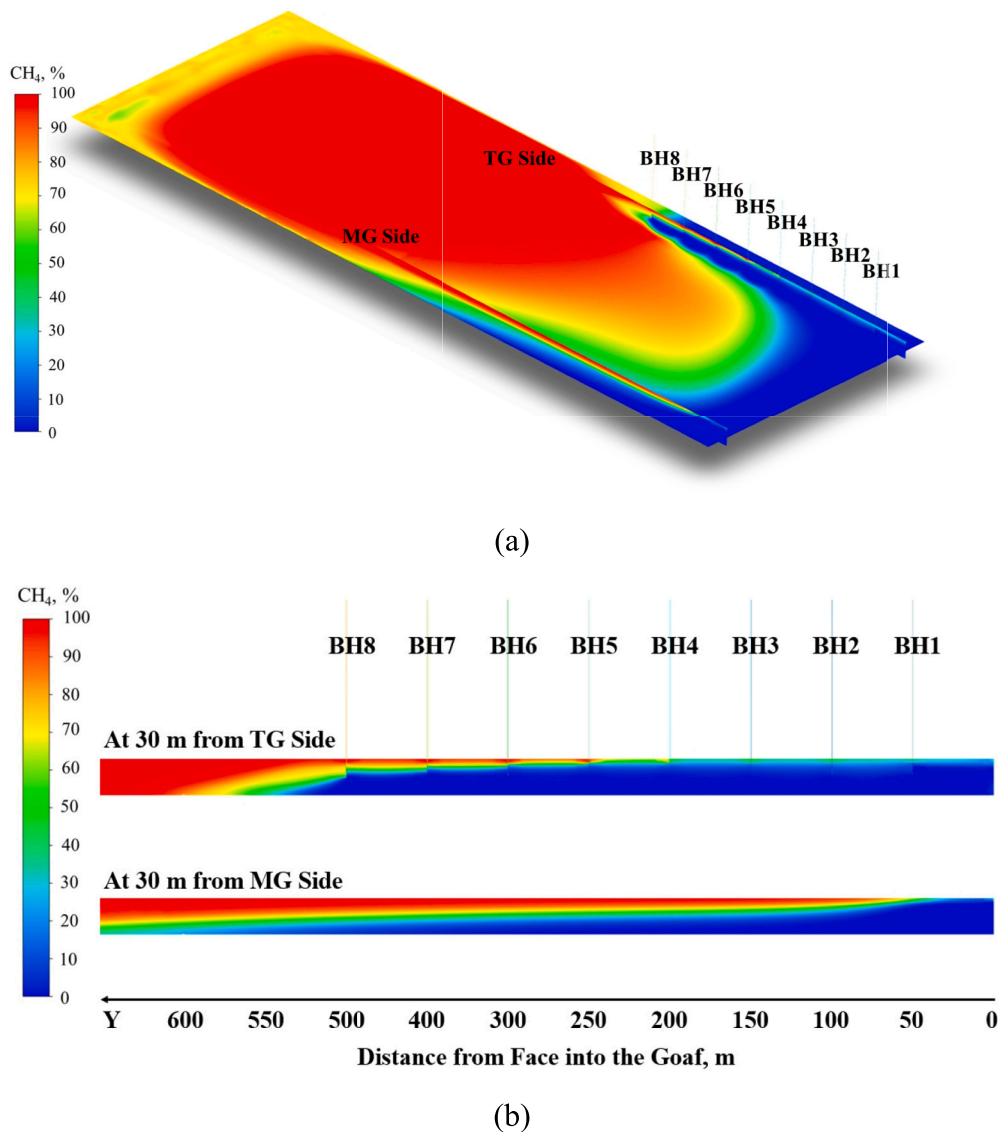 CH₄, %
100
90
80
70
60
50
40
30
20
10
0
TG Side
MG Side
BH8
BH7
BH6
BH5
BH4
BH3
BH2
BH1
(a)
CH₄, %
100
90
80
70
60
50
40
30
20
10
0
BH8 BH7 BH6 BH5 BH4 BH3 BH2 BH1
At 30 m from TG Side
At 30 m from MG Side
Y 600 550 500 400 300 250 200 150 100 50 0
Distance from Face into the Goaf, m
(b)